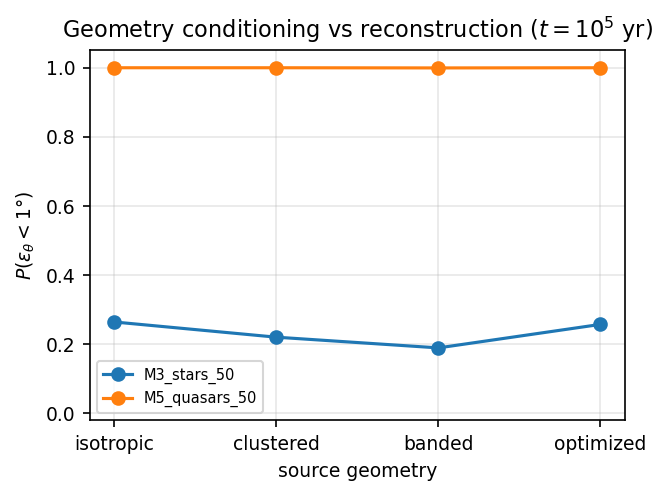 Geometry conditioning vs reconstruction (t = 10⁵ yr)
1.0
0.8
0.6
0.4
0.2
0.0
P(εθ < 1°)
M3_stars_50
M5_quasars_50
isotropic clustered banded optimized
source geometry